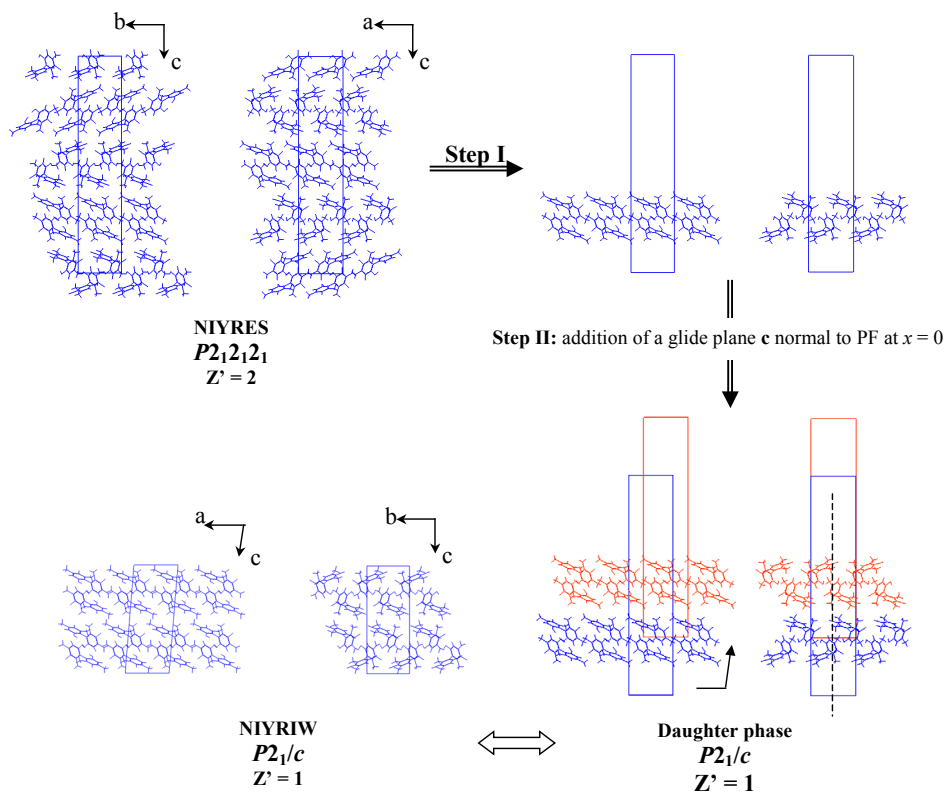 b
c
a
c
Step I
NIYRES
P2₁2₁2₁
Z' = 2
Step II: addition of a glide plane c normal to PF at x = 0
a
c
b
c
NIYRIW
P2₁/c
Z' = 1
Daughter phase
P2₁/c
Z' = 1